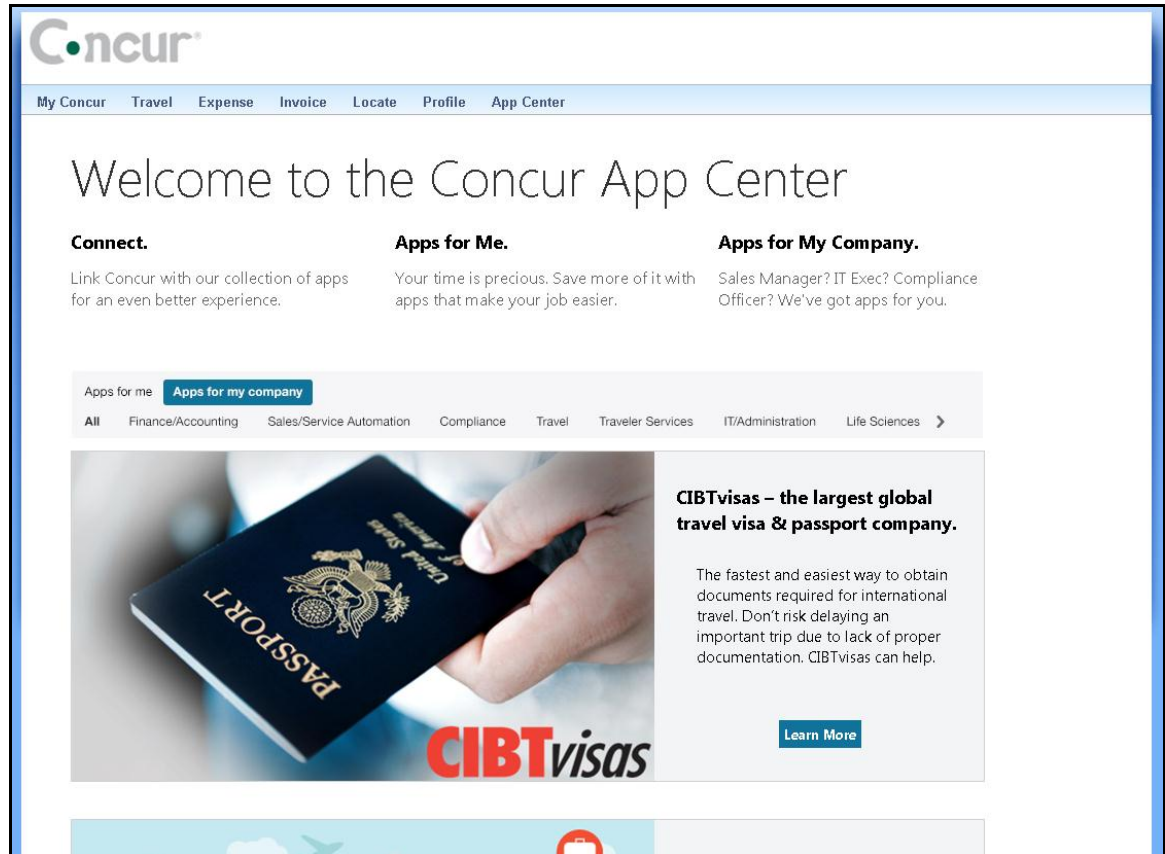 Concur®
My Concur Travel Expense Invoice Locate Profile App Center
Welcome to the Concur App Center
Connect.
Link Concur with our collection of apps
for an even better experience.
Apps for Me.
Your time is precious. Save more of it with
apps that make your job easier.
Apps for My Company.
Sales Manager? IT Exec? Compliance
Officer? We've got apps for you.
Apps for me Apps for my company
All Finance/Accounting Sales/Service Automation Compliance Travel Traveler Services IT/Administration Life Sciences
PASSPORT
United States
of America
CIBTvisas
CIBTvisas – the largest global
travel visa & passport company.
The fastest and easiest way to obtain
documents required for international
travel. Don't risk delaying an
important trip due to lack of proper
documentation. CIBTvisas can help.
Learn More